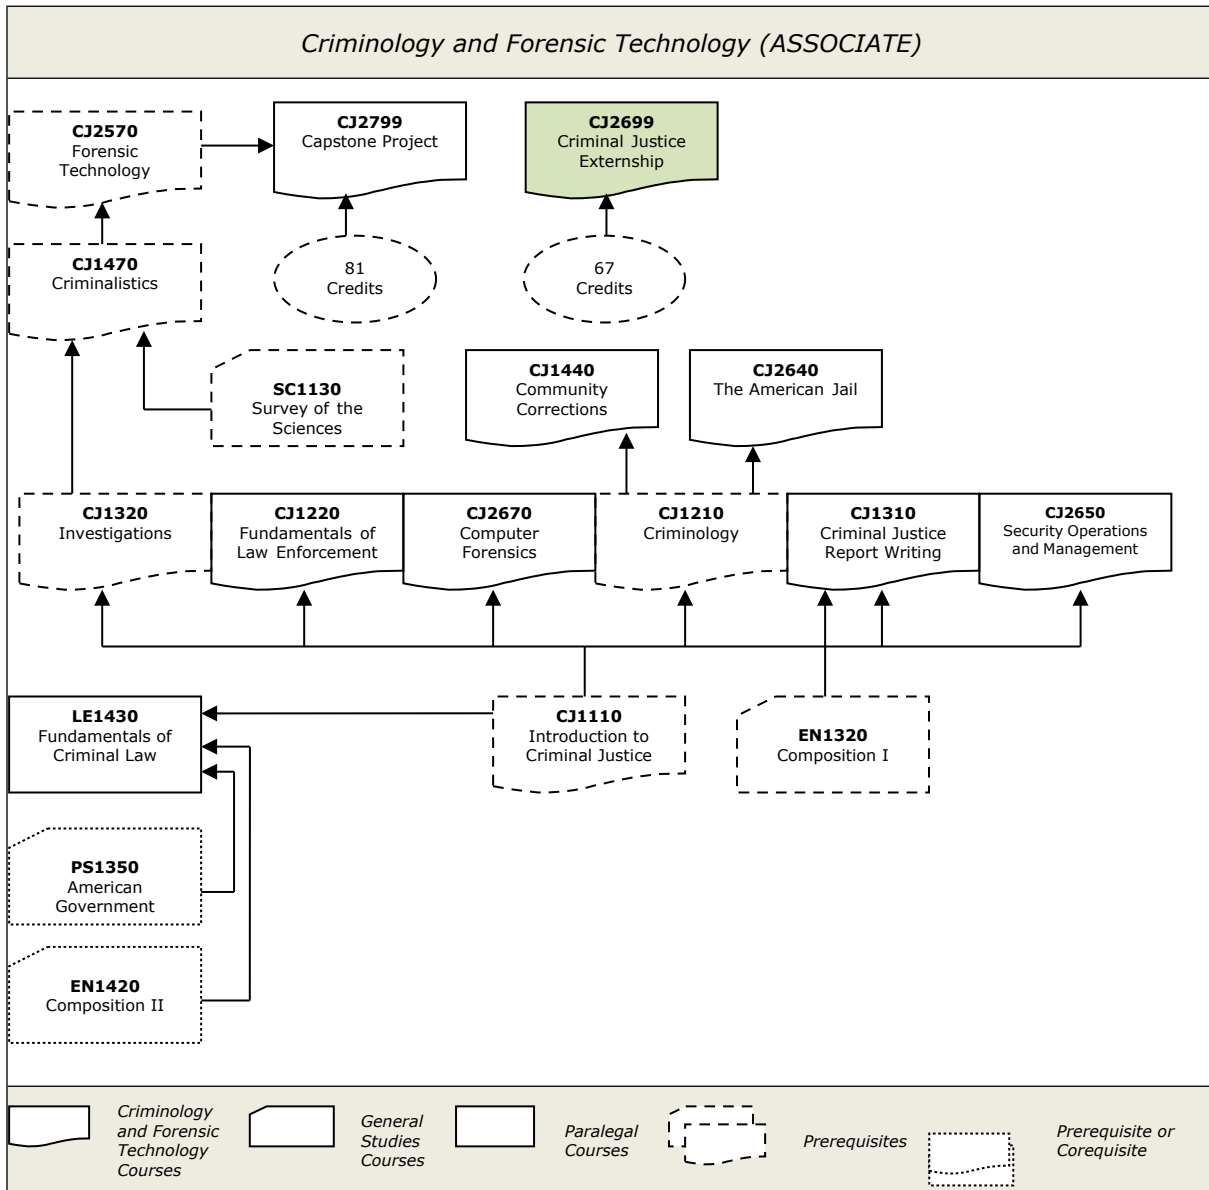 Criminology and Forensic Technology (ASSOCIATE)
CJ2570
Forensic
Technology
CJ2799
Capstone Project
CJ2699
Criminal Justice
Externship
CJ1470
Criminalistics
81
Credits
67
Credits
SC1130
Survey of the
Sciences
CJ1440
Community
Corrections
CJ2640
The American Jail
CJ1320
Investigations
CJ1220
Fundamentals of
Law Enforcement
CJ2670
Computer
Forensics
CJ1210
Criminology
CJ1310
Criminal Justice
Report Writing
CJ2650
Security Operations
and Management
LE1430
Fundamentals of
Criminal Law
CJ1110
Introduction to
Criminal Justice
EN1320
Composition I
PS1350
American
Government
EN1420
Composition II
Criminology
and Forensic
Technology
Courses
General
Studies
Courses
Paralegal
Courses
Prerequisites
Prerequisite or
Corequisite